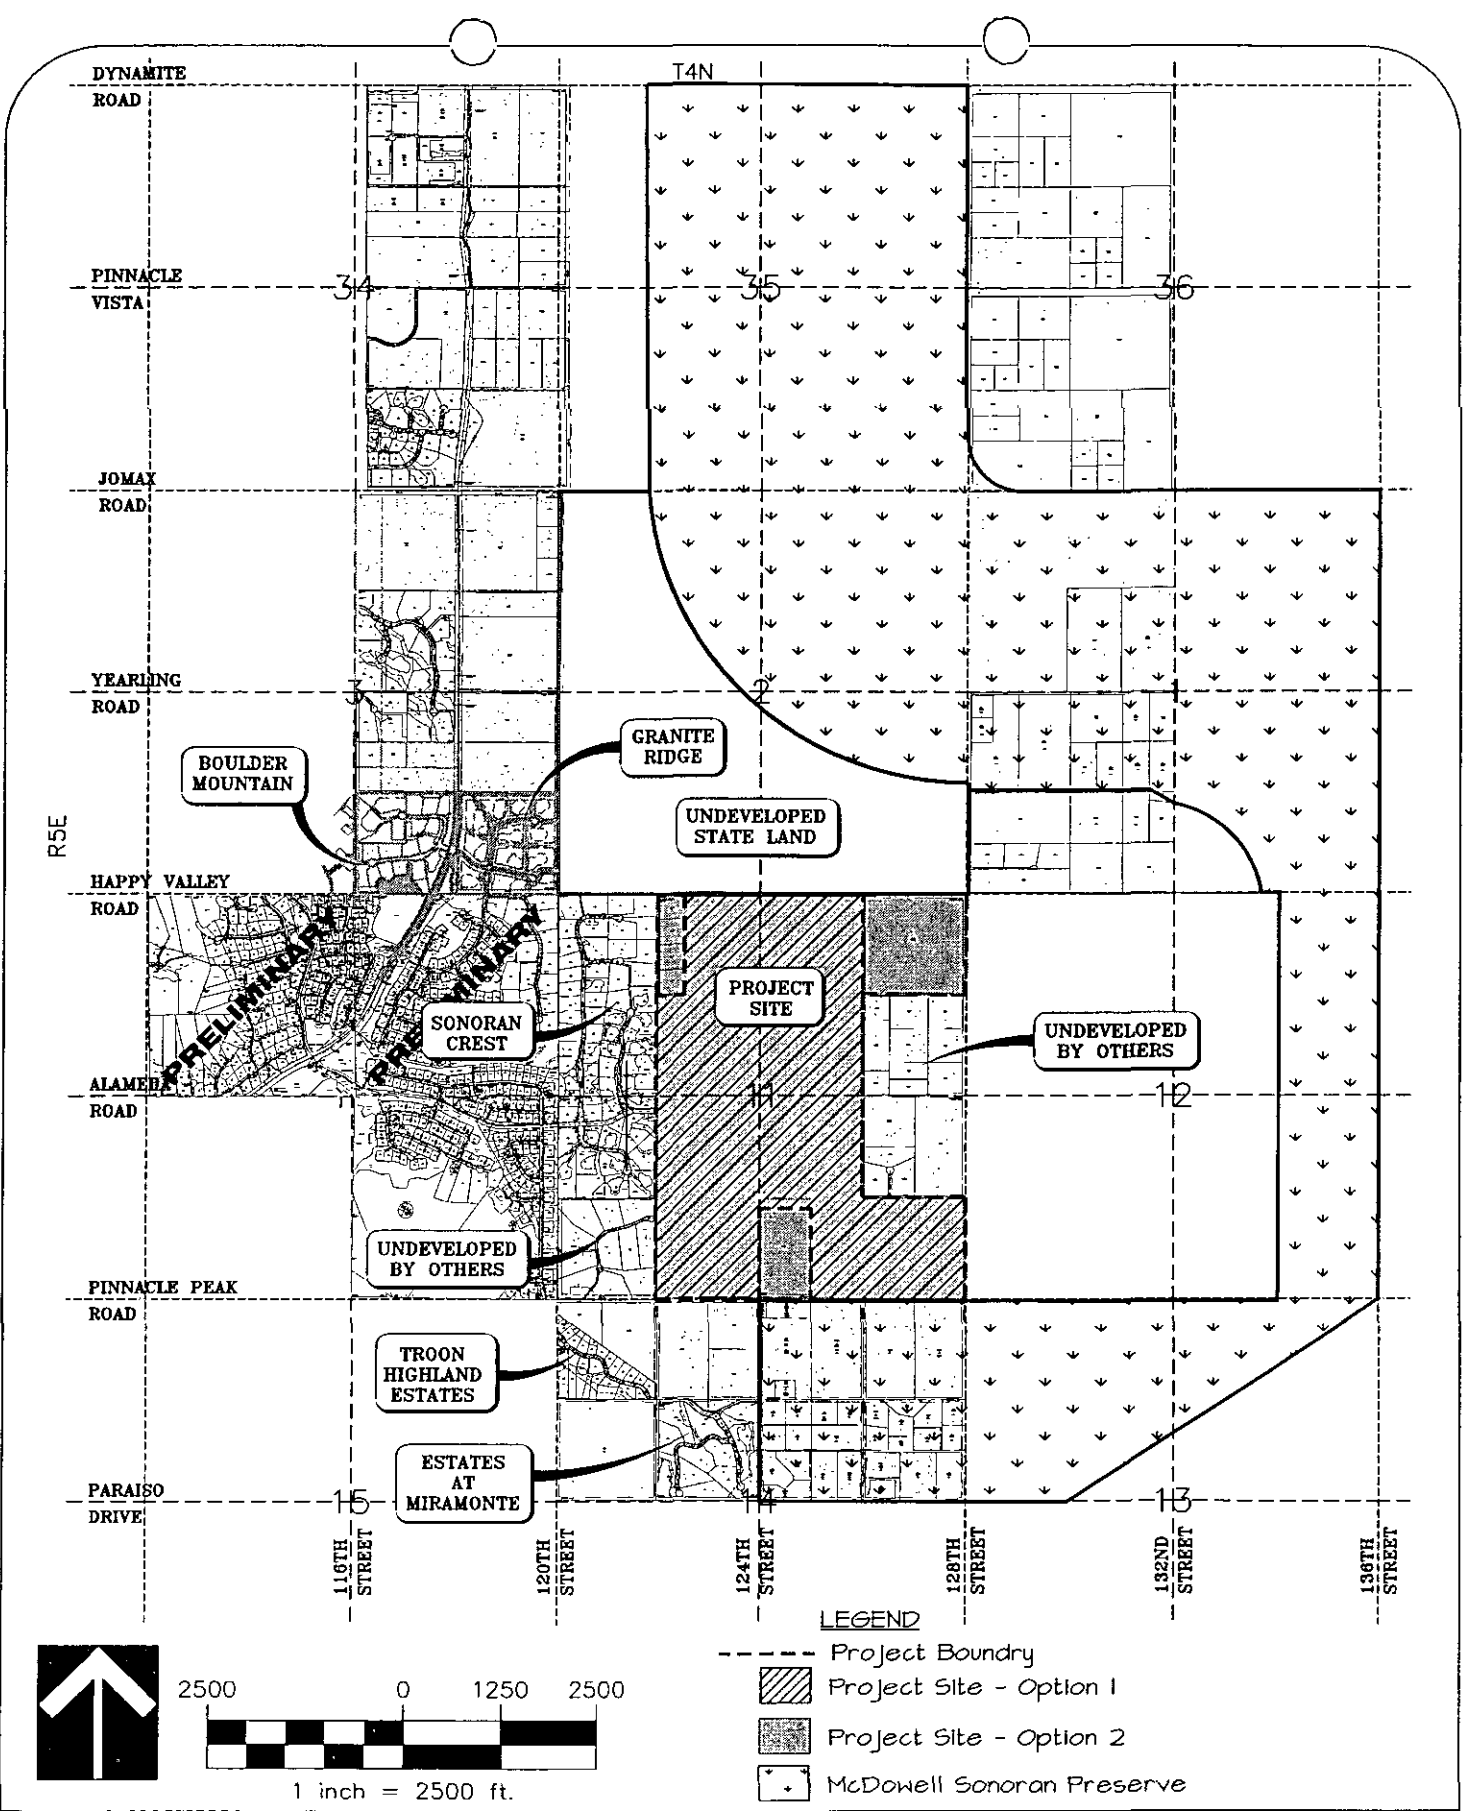 T4N
DYNAMITE
ROAD
PINNACLE
VISTA
34
35
36
JOMAX
ROAD
YEARLING
ROAD
3
2
1
GRANITE
RIDGE
BOULDER
MOUNTAIN
UNDEVELOPED
STATE LAND
R5E
HAPPY VALLEY
ROAD
PRELIMINARY
PRELIMINARY
PROJECT
SITE
SONORAN
CREST
UNDEVELOPED
BY OTHERS
ALAMEDA
ROAD
11
12
UNDEVELOPED
BY OTHERS
PINNACLE PEAK
ROAD
TROON
HIGHLAND
ESTATES
ESTATES
AT
MIRAMONTE
PARAISO
DRIVE
15
14
13
116TH
STREET
120TH
STREET
124TH
STREET
128TH
STREET
132ND
STREET
136TH
STREET
LEGEND
Project Boundry
Project Site - Option 1
Project Site - Option 2
McDowell Sonoran Preserve
2500 0 1250 2500
1 inch = 2500 ft.